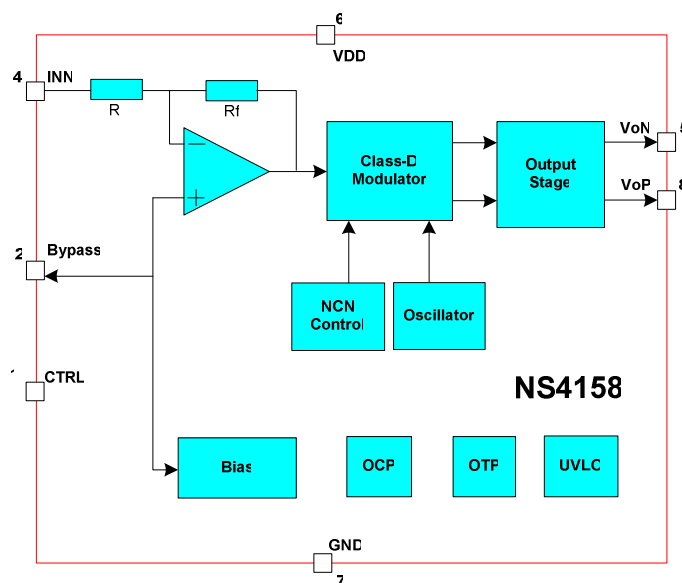 6
VDD
4
INN
R
Rf
Class-D
Modulator
Output
Stage
VoN
5
VoP
8
2
Bypass
NCN
Control
Oscillator
CTRL
NS4158
Bias
OCP
OTP
UVLO
GND
7